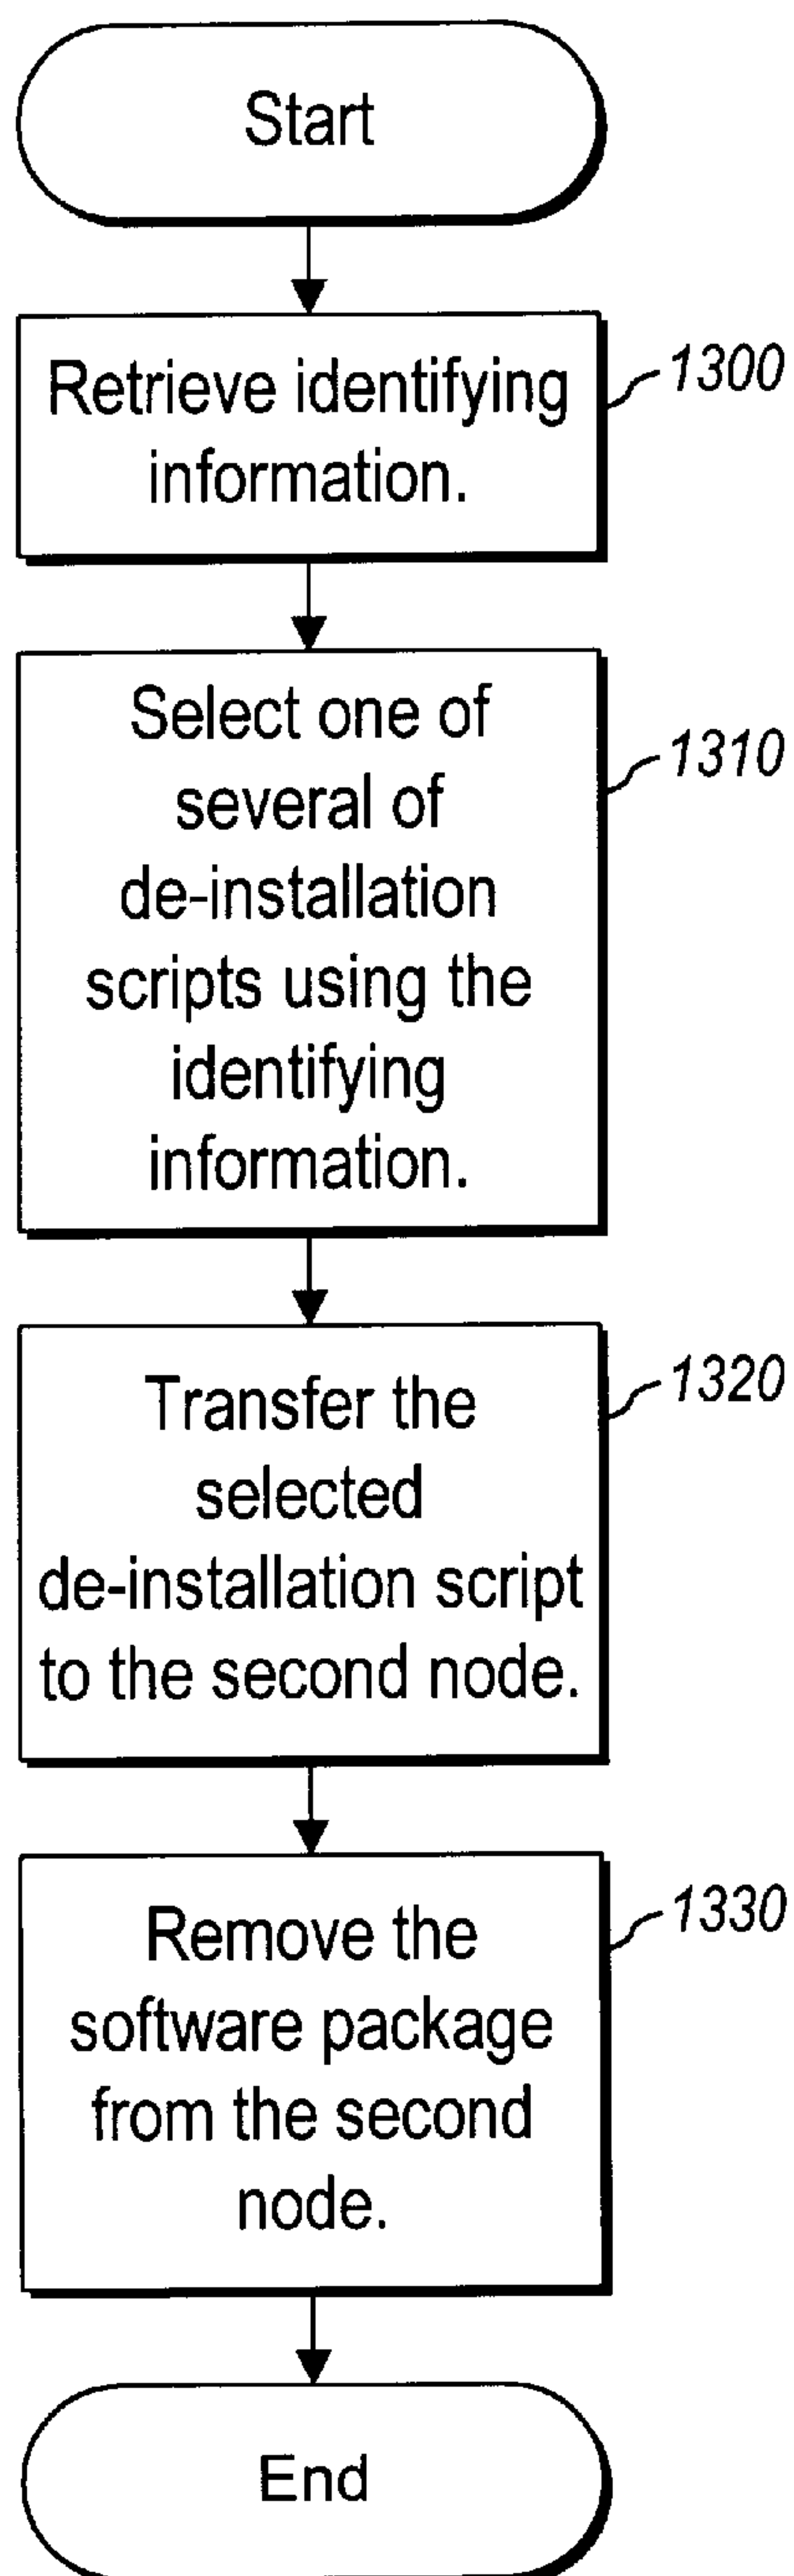 Start
Retrieve identifying
information.
1300
Select one of
several of
de-installation
scripts using the
identifying
information.
1310
Transfer the
selected
de-installation script
to the second node.
1320
Remove the
software package
from the second
node.
1330
End